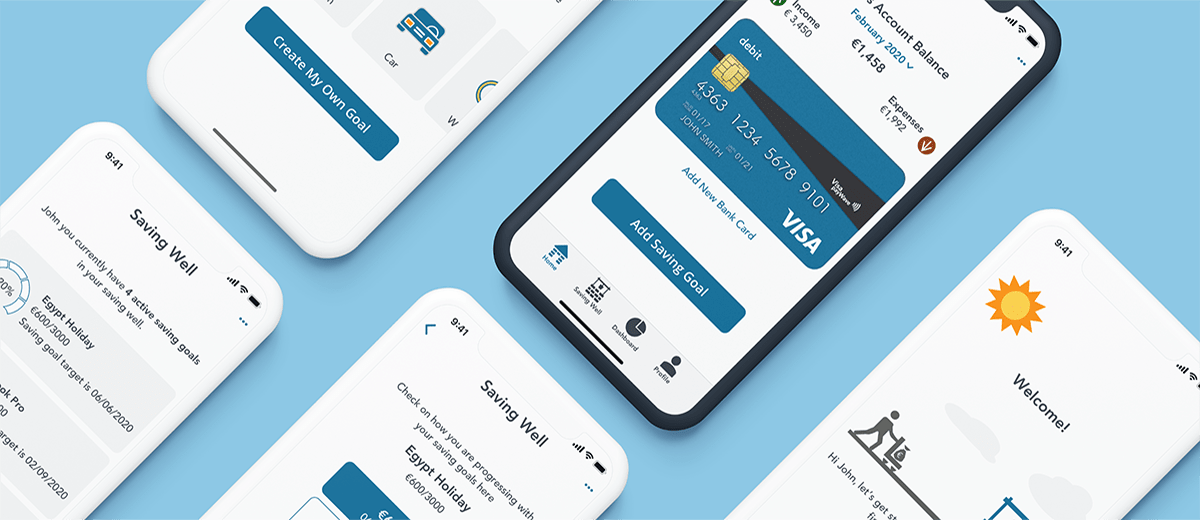 Car
W
Create My Own Goal
9:41
Saving Well
John you currently have 4 active saving goals
in your saving well.
20%
Egypt Holiday
€600/3000
Saving goal target is 06/06/2020
ook Pro
00
target is 02/09/2020
9:41
Saving Well
Check on how you are progressing with
your saving goals here
Egypt Holiday
€600/3000
s Account Balance
February 2020
€1,458
Income
€ 3,450
Expenses
€1,992
debit
4363 1234 5678 9101
4363
01/17
01/21
JOHN SMITH
Visa
payWave
VISA
Add New Bank Card
Add Saving Goal
Home
Saving Well
Dashboard
Profile
9:41
Welcome!
Hi John, let's get st